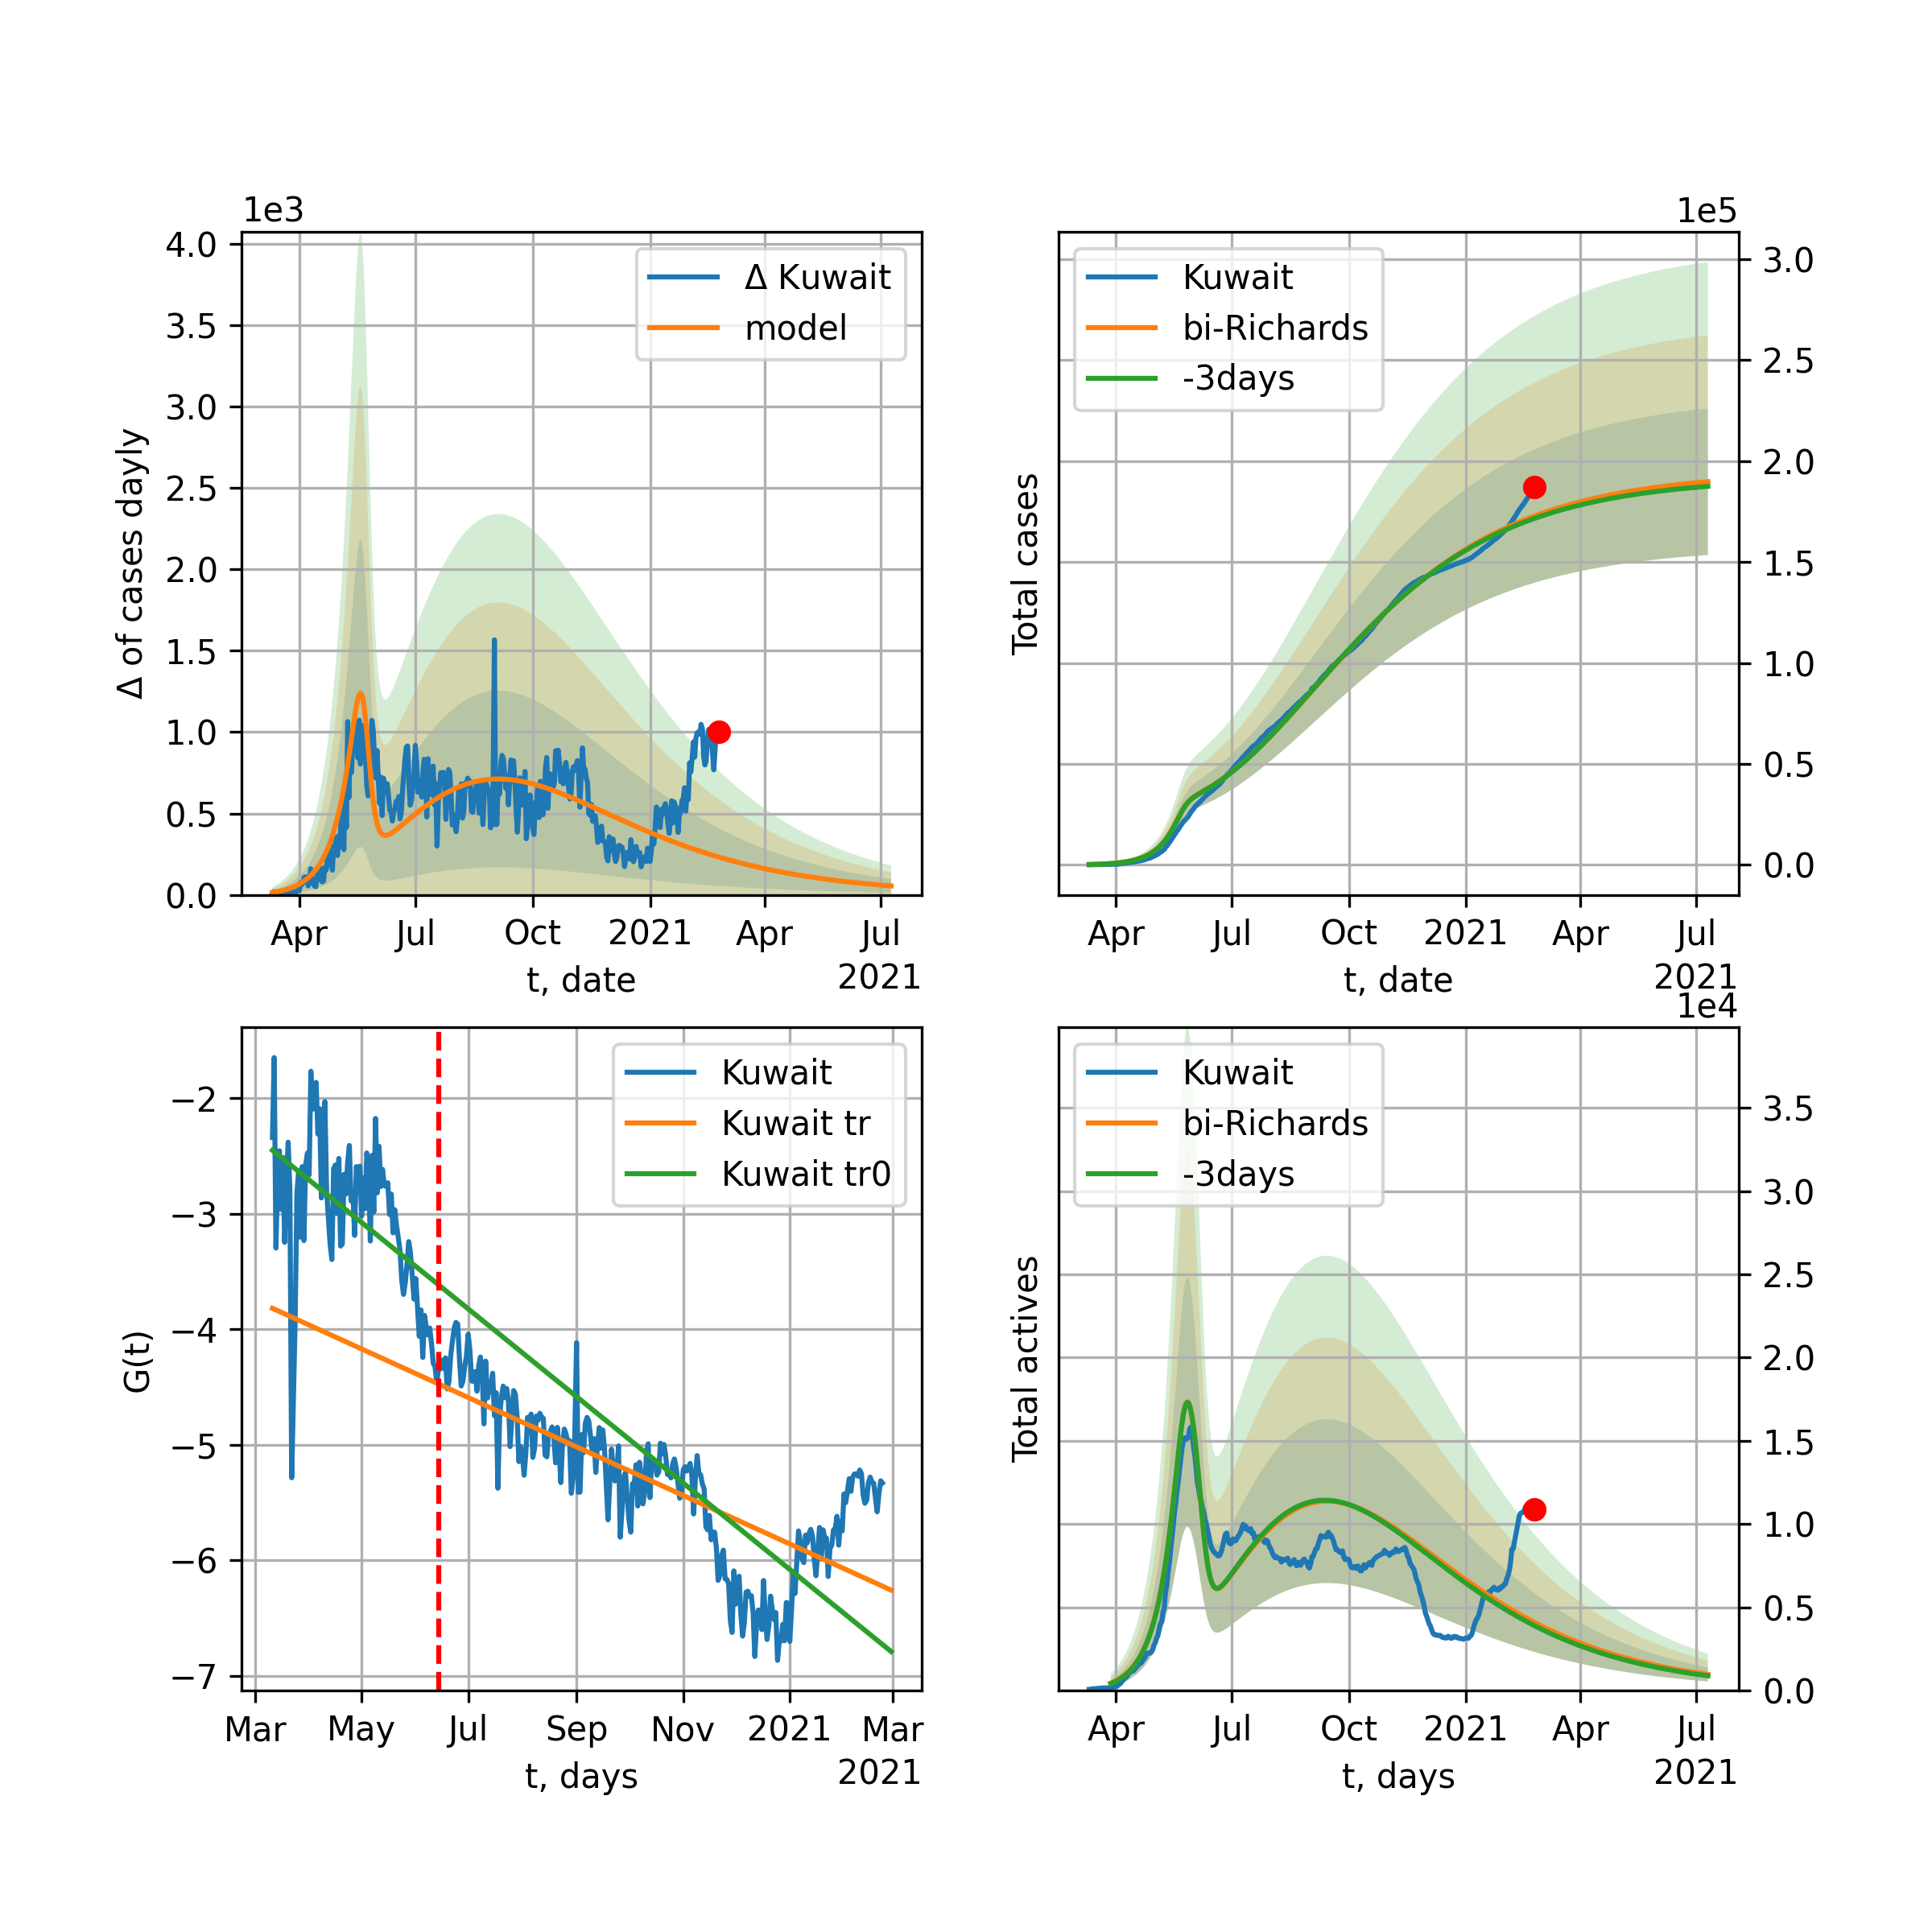 1e3
4.0
3.5
3.0
2.5
2.0
1.5
1.0
0.5
0.0
Δ of cases dayly
Δ Kuwait
model
Apr Jul Oct 2021 Apr Jul
2021
t, date
1e5
3.0
2.5
2.0
1.5
1.0
0.5
0.0
Total cases
Kuwait
bi-Richards
-3days
Apr Jul Oct 2021 Apr Jul
2021
t, date
−2
−3
−4
−5
−6
−7
G(t)
Kuwait
Kuwait tr
Kuwait tr0
Mar May Jul Sep Nov 2021 Mar
2021
t, days
1e4
3.5
3.0
2.5
2.0
1.5
1.0
0.5
0.0
Total actives
Kuwait
bi-Richards
-3days
Apr Jul Oct 2021 Apr Jul
2021
t, days